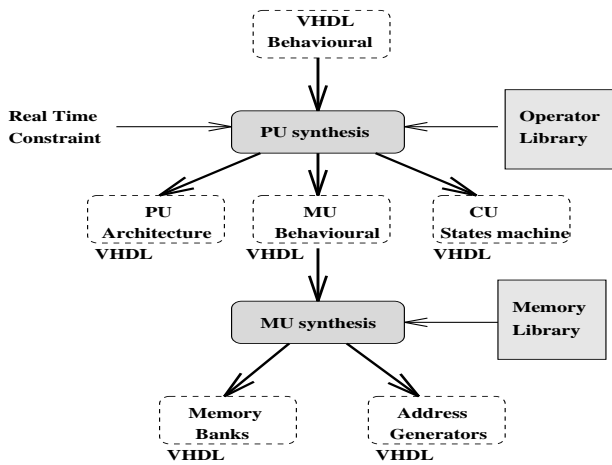 VHDL
Behavioural
Real Time
Constraint
PU synthesis
Operator
Library
PU
Architecture
VHDL
MU
Behavioural
VHDL
CU
States machine
VHDL
MU synthesis
Memory
Library
Memory
Banks
VHDL
Address
Generators
VHDL